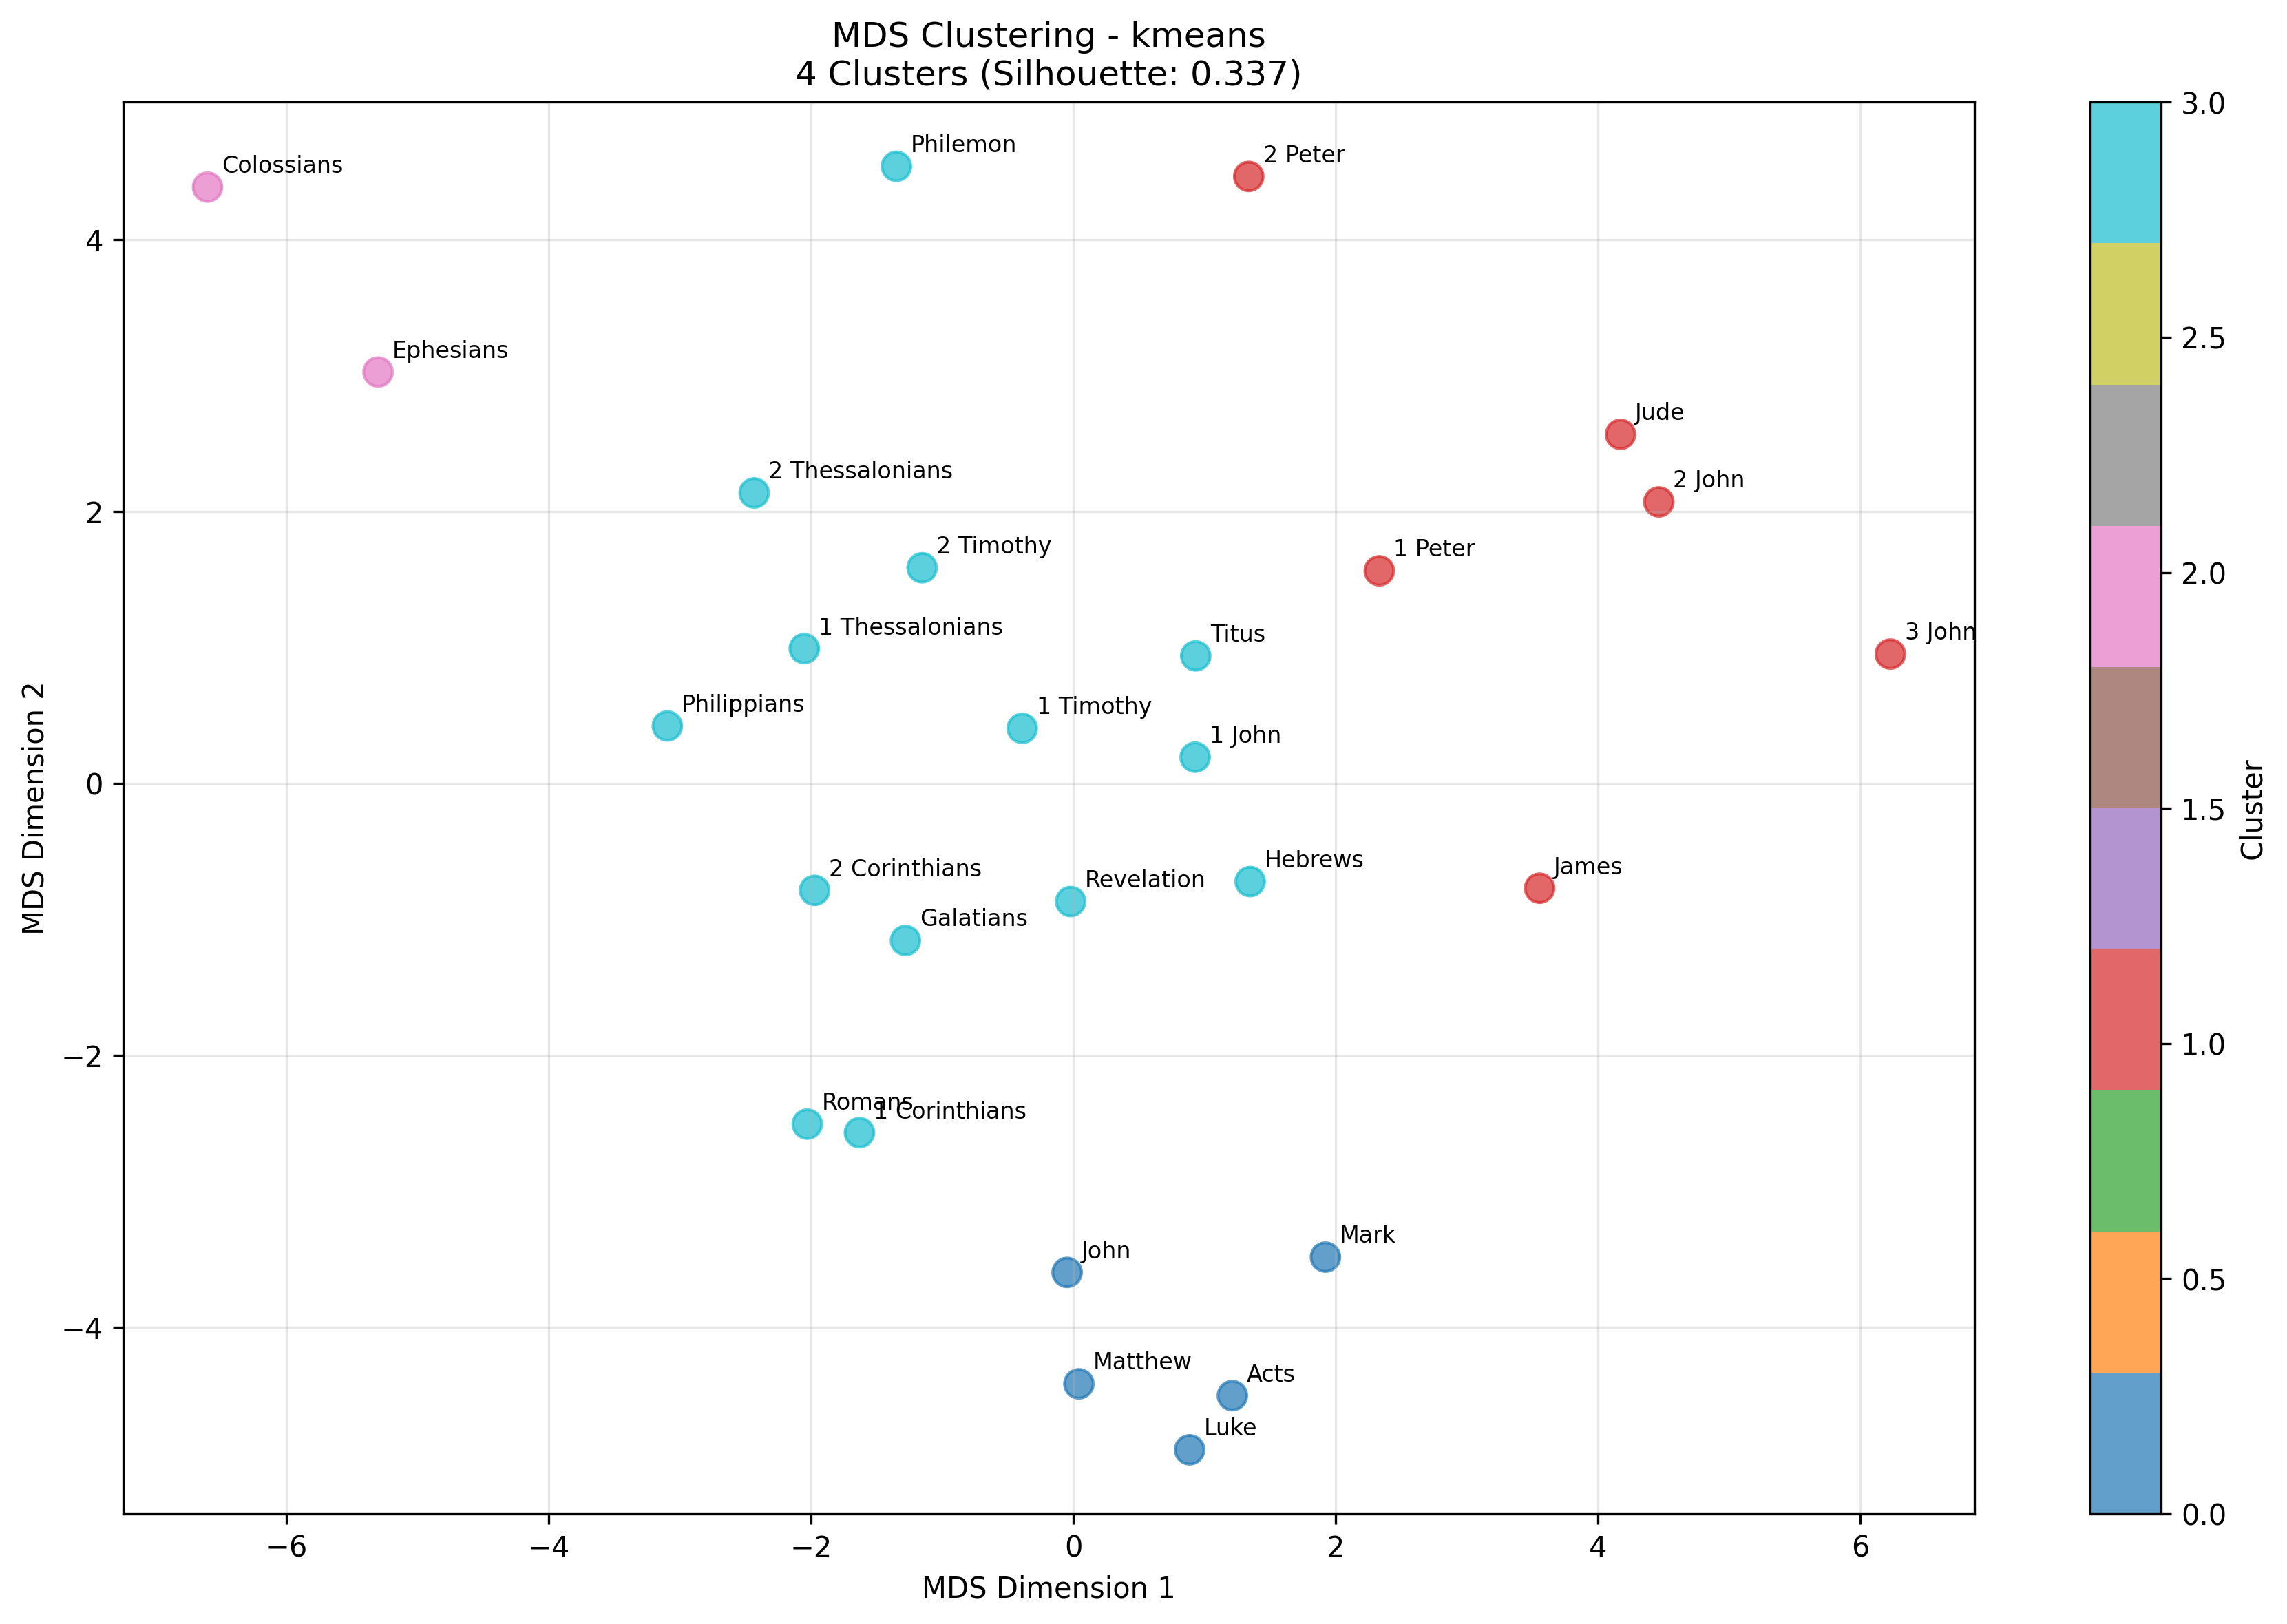 MDS Clustering - kmeans
4 Clusters (Silhouette: 0.337)
Colossians
Philemon
2 Peter
Ephesians
Jude
2 Thessalonians
2 John
2 Timothy
1 Peter
1 Thessalonians
Titus
3 John
Philippians
1 Timothy
1 John
2 Corinthians
Revelation
Hebrews
James
Galatians
Romans
1 Corinthians
John
Mark
Matthew
Acts
Luke
4
2
0
−2
−4
MDS Dimension 2
−6
−4
−2
0
2
4
6
MDS Dimension 1
3.0
2.5
2.0
1.5
1.0
0.5
0.0
Cluster